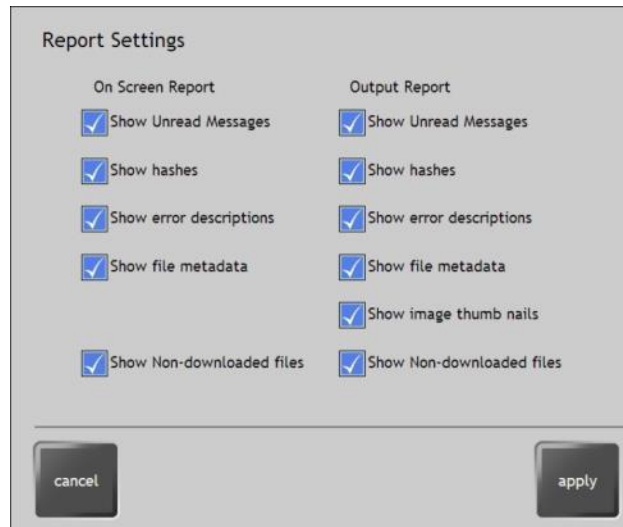 Report Settings
On Screen Report Output Report
Show Unread Messages Show Unread Messages
Show hashes Show hashes
Show error descriptions Show error descriptions
Show file metadata Show file metadata
Show image thumb nails
Show Non-downloaded files Show Non-downloaded files
cancel apply